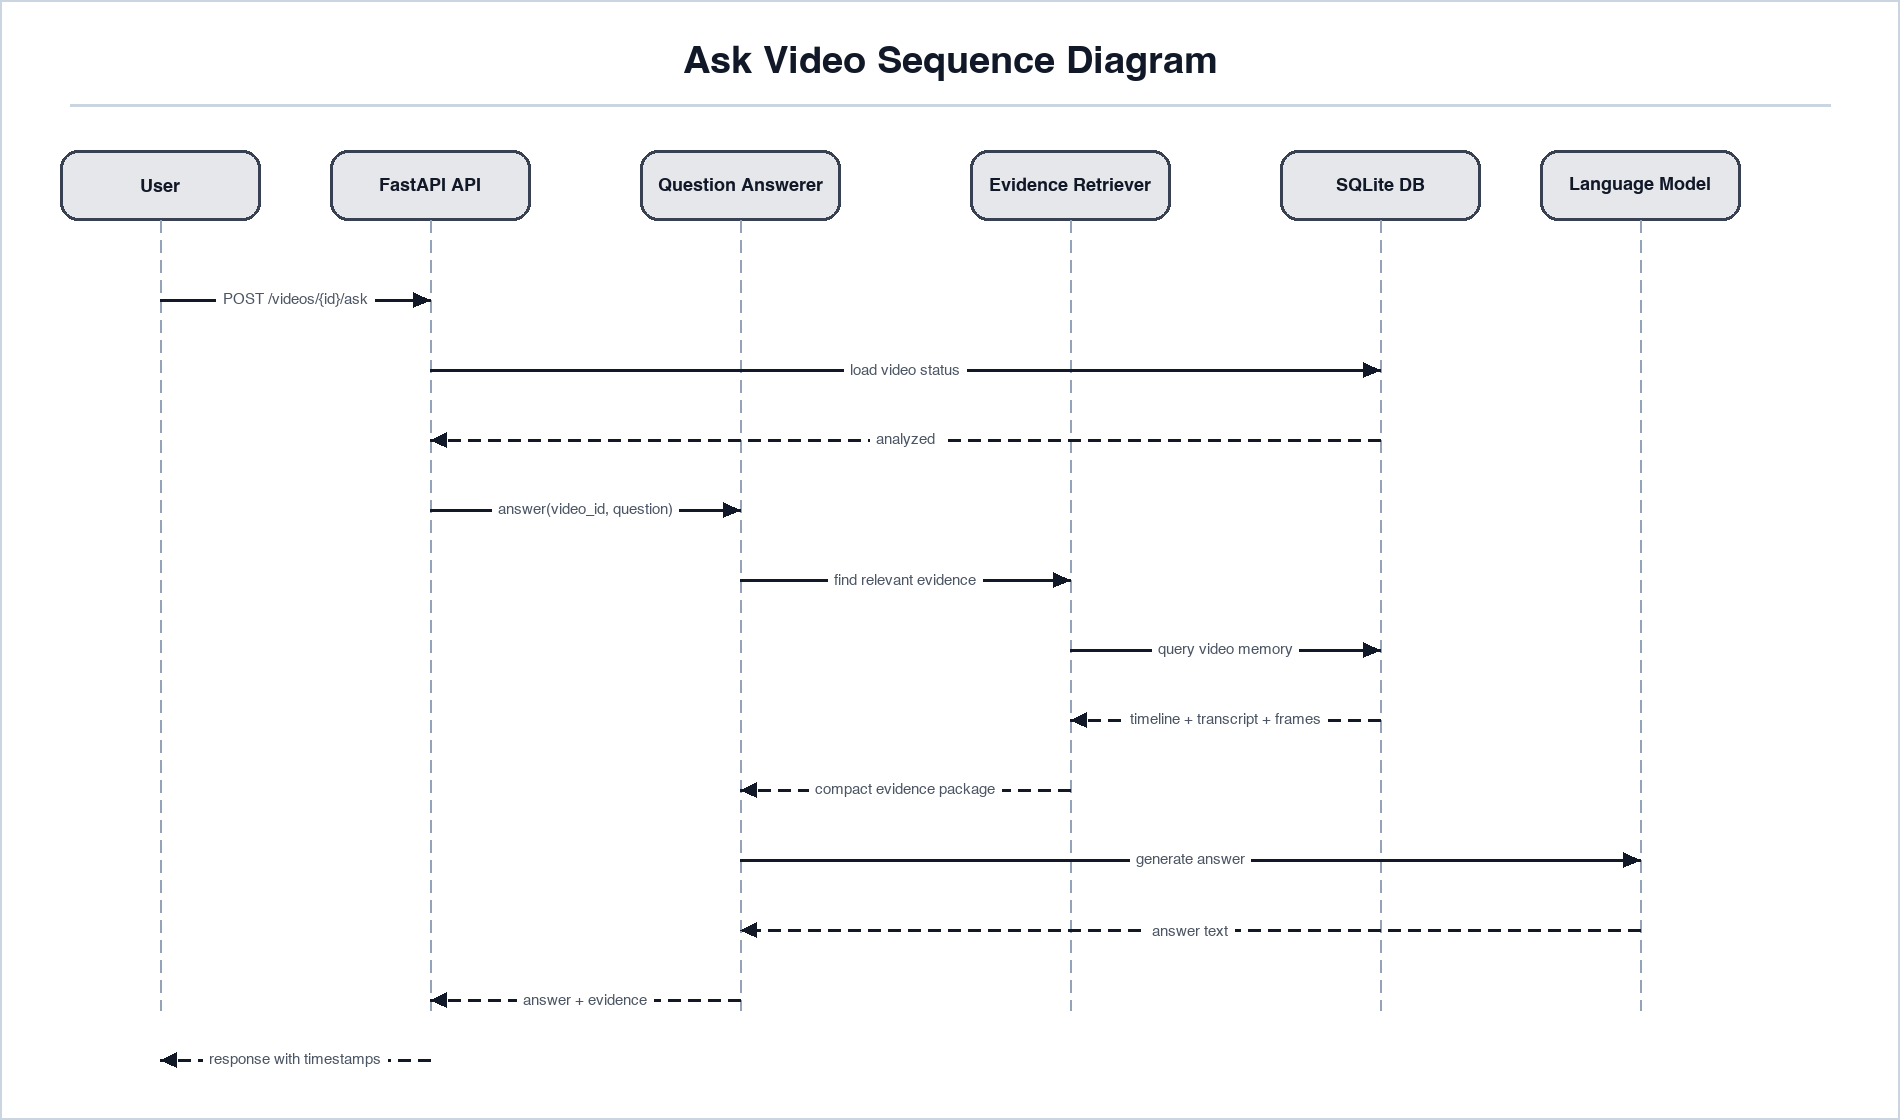 Ask Video Sequence Diagram
User
FastAPI API
Question Answerer
Evidence Retriever
SQLite DB
Language Model
POST /videos/{id}/ask
load video status
analyzed
answer(video_id, question)
find relevant evidence
query video memory
timeline + transcript + frames
compact evidence package
generate answer
answer text
answer + evidence
response with timestamps